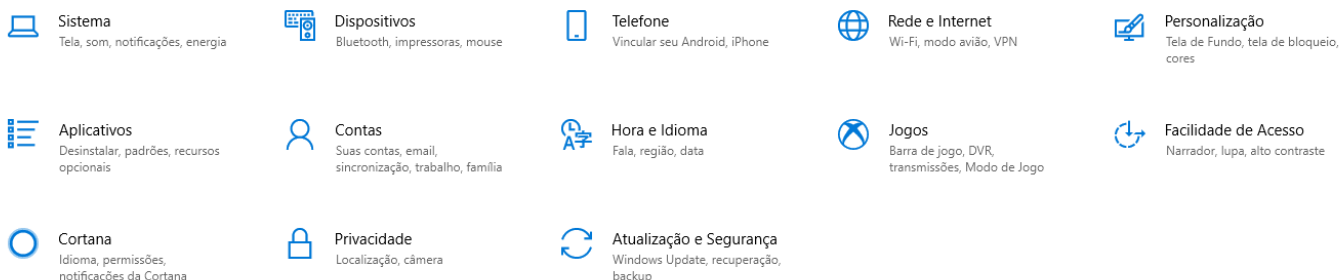 Sistema
Tela, som, notificações, energia
Dispositivos
Bluetooth, impressoras, mouse
Telefone
Vincular seu Android, iPhone
Rede e Internet
Wi-Fi, modo avião, VPN
Personalização
Tela de Fundo, tela de bloqueio,
cores
Aplicativos
Desinstalar, padrões, recursos
opcionais
Contas
Suas contas, email,
sincronização, trabalho, família
Hora e Idioma
Fala, região, data
Jogos
Barra de jogo, DVR,
transmissões, Modo de Jogo
Facilidade de Acesso
Narrador, lupa, alto contraste
Cortana
Idioma, permissões,
notificações da Cortana
Privacidade
Localização, câmera
Atualização e Segurança
Windows Update, recuperação,
backup